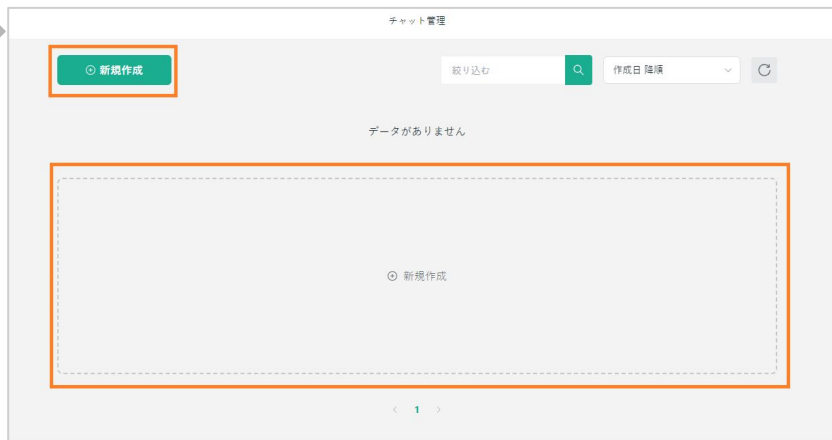 チャット管理
新規作成
絞り込む
作成日 降順
データがありません
新規作成
1